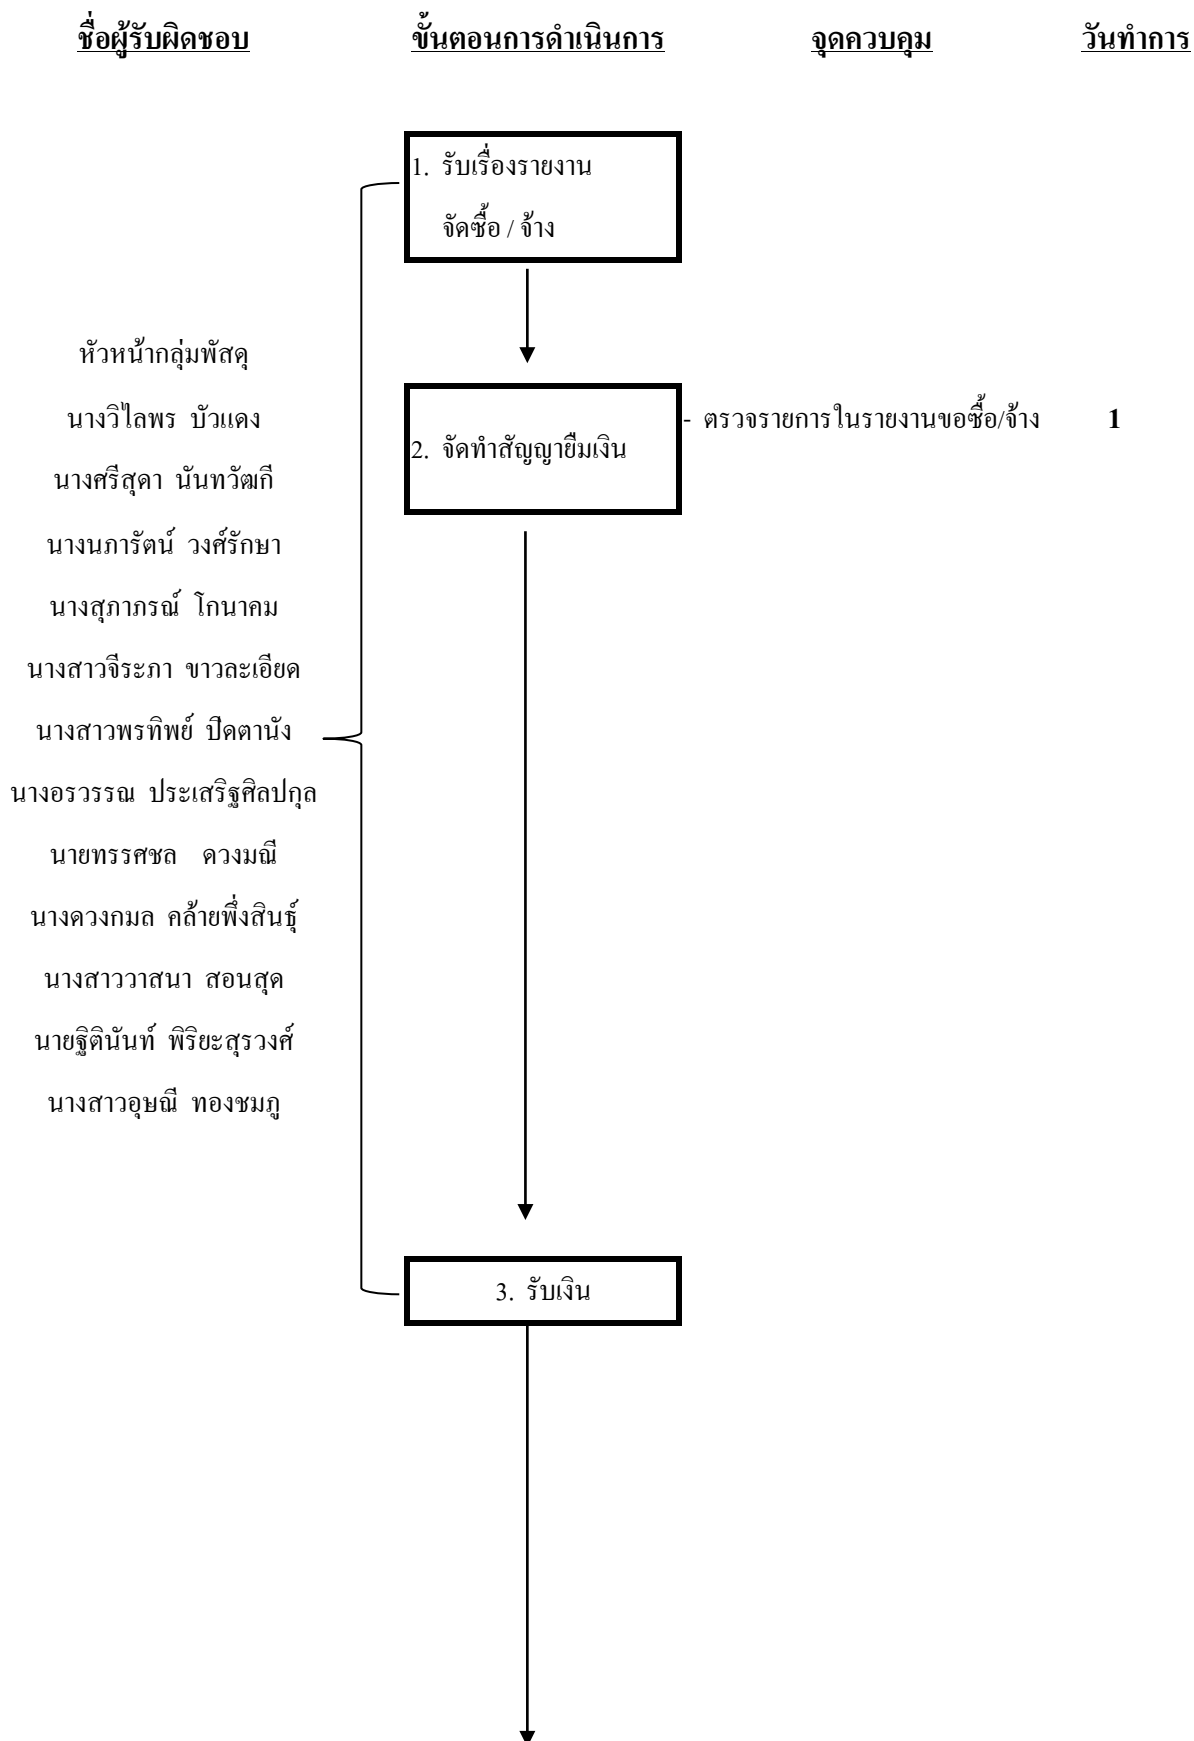 ชื่อผู้รับผิดชอบ ขั้นตอนการดำเนินการ จุดควบคุม วันทำการ
1. รับเรื่องรายงาน
จัดซื้อ / จ้าง
หัวหน้ากลุ่มพัสดุ
นางวิไลพร บัวแดง
- ตรวจรายการในรายงานขอซื้อ/จ้าง 1
2. จัดทำสัญญายืมเงิน
นางศรีสุดา นันทวัฒกี
นางนภารัตน์ วงศ์รักษา
นางสุภาภรณ์ โกนาคม
นางสาวจีระภา ขาวละเอียด
นางสาวพรทิพย์ ปัดตานัง
นางอรวรรณ ประเสริฐศิลปกุล
นายทรรศชล ดวงมณี
นางดวงกมล คล้ายพึ่งสินธุ์
นางสาววาสนา สอนสุด
นายฐิตินันท์ พิริยะสุรวงศ์
นางสาวอุษณี ทองชมภู
3. รับเงิน